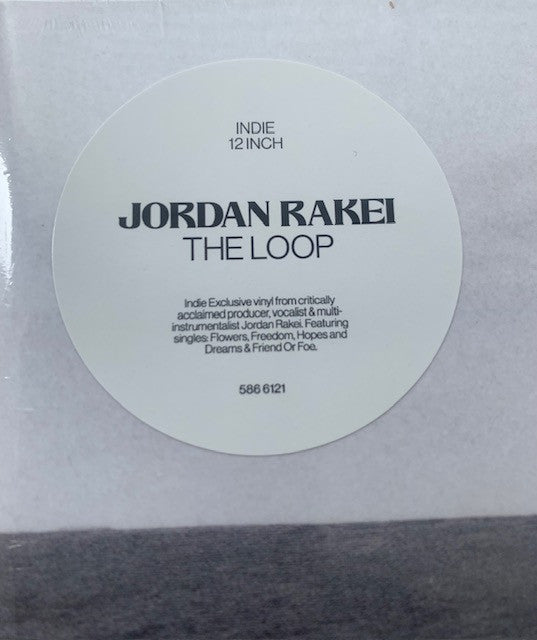 INDIE
12 INCH
JORDAN RAKEI
THE LOOP
Indie Exclusive vinyl from critically
acclaimed producer, vocalist & multi-
instrumentalist Jordan Rakei. Featuring
singles: Flowers, Freedom, Hopes and
Dreams & Friend Or Foe.
586 6121